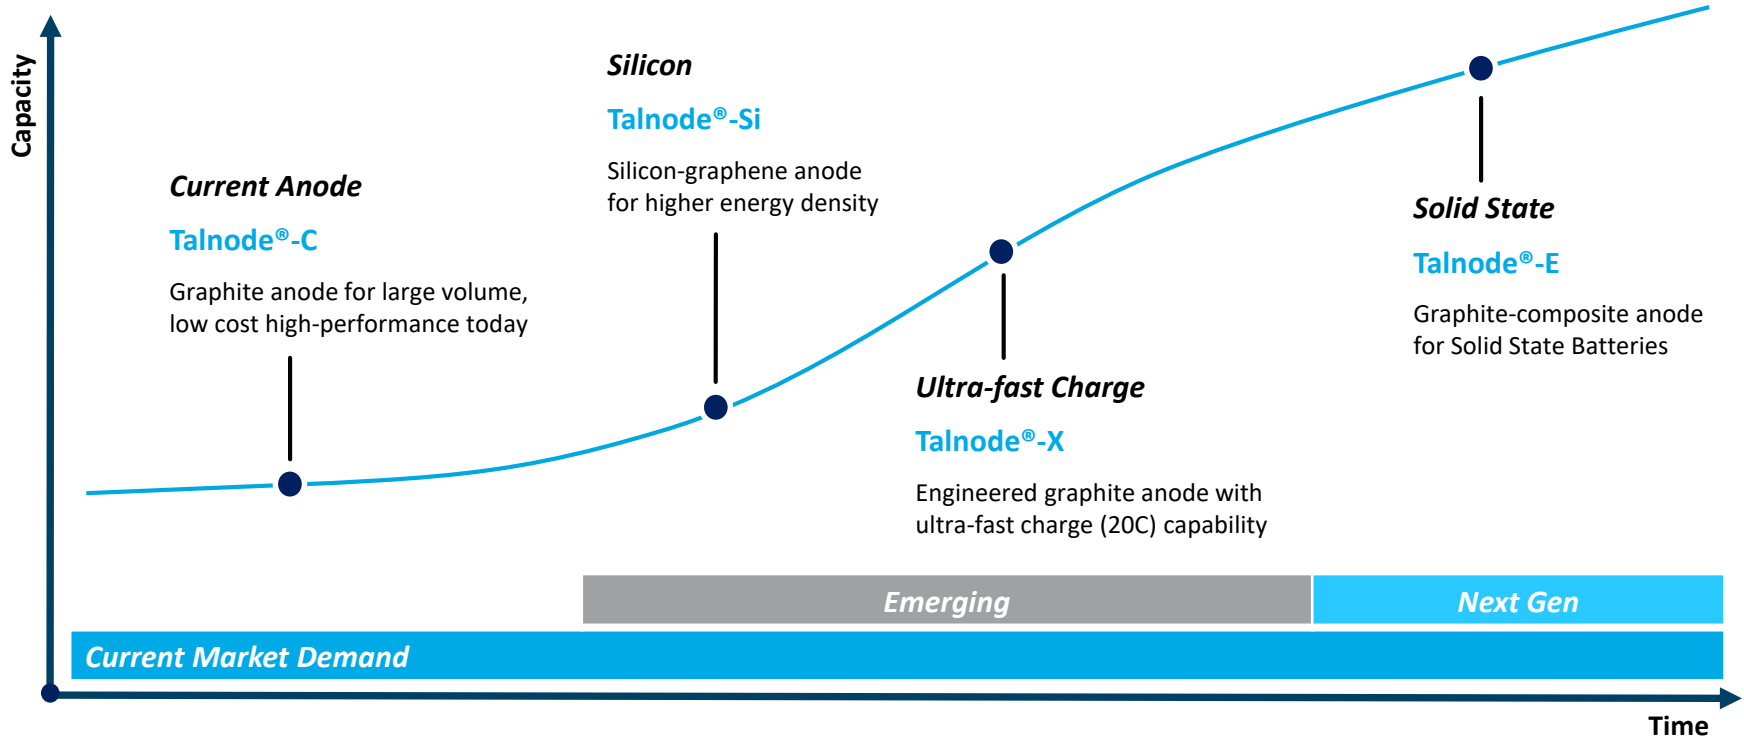 Capacity
Current Anode
Talnode®-C
Graphite anode for large volume,
low cost high-performance today
Silicon
Talnode®-Si
Silicon-graphene anode
for higher energy density
Ultra-fast Charge
Talnode®-X
Engineered graphite anode with
ultra-fast charge (20C) capability
Solid State
Talnode®-E
Graphite-composite anode
for Solid State Batteries
Emerging
Next Gen
Current Market Demand
Time